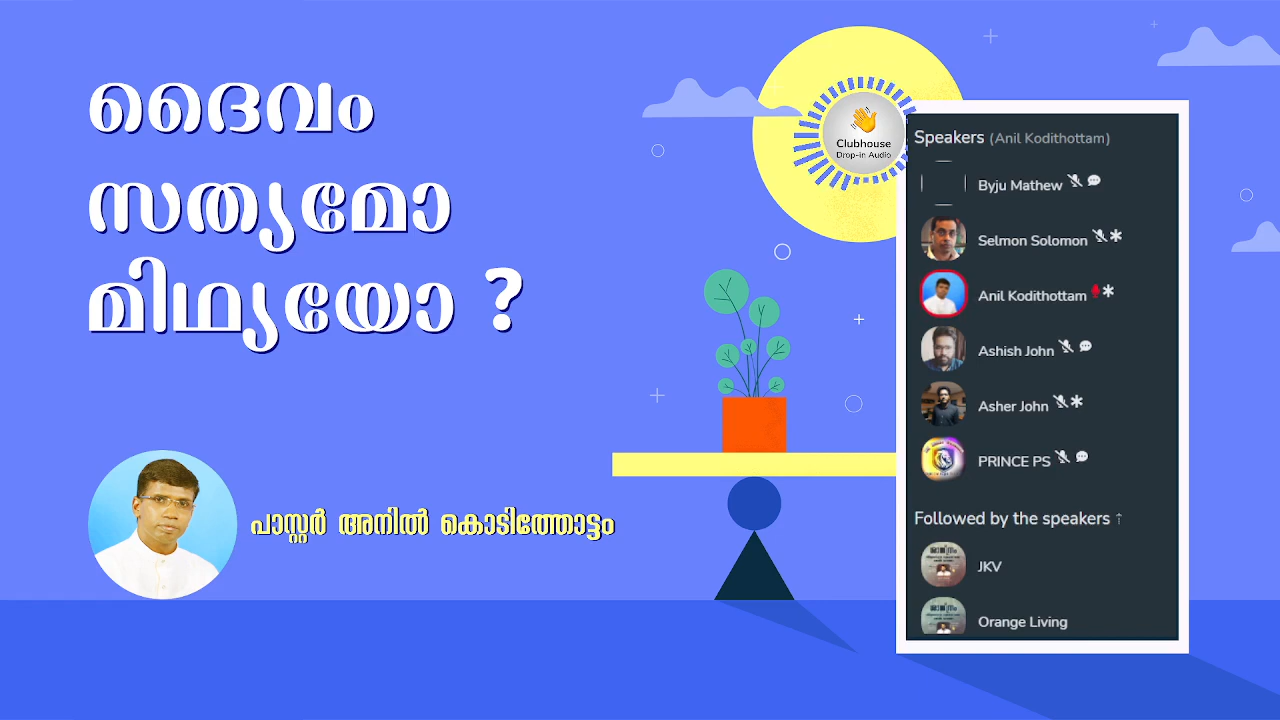 ദൈവം
സത്യമോ
മിഥ്യയോ ?
പാസ്റ്റർ അനിൽ കൊടിത്തോട്ടം
Clubhouse
Drop-in Audio
Speakers (Anil Kodithottam)
Byju Mathew
Selmon Solomon
Anil Kodithottam
Ashish John
Asher John
PRINCE PS
Followed by the speakers ↑
JKV
Orange Living